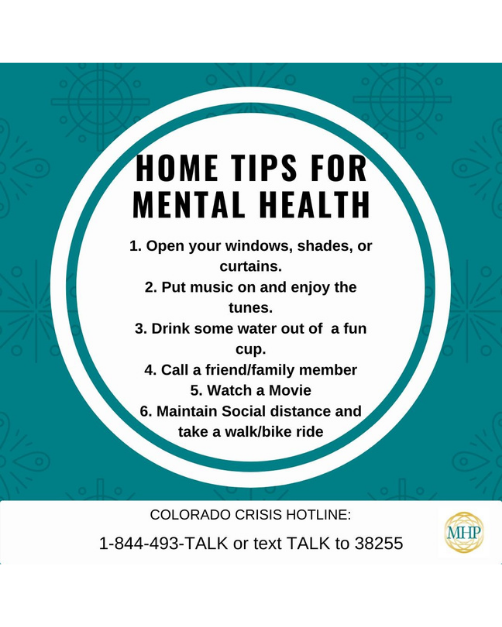 HOME TIPS FOR
MENTAL HEALTH
1. Open your windows, shades, or
curtains.
2. Put music on and enjoy the
tunes.
3. Drink some water out of  a fun
cup.
4. Call a friend/family member
5. Watch a Movie
6. Maintain Social distance and
take a walk/bike ride
COLORADO CRISIS HOTLINE:
1-844-493-TALK or text TALK to 38255
MHP